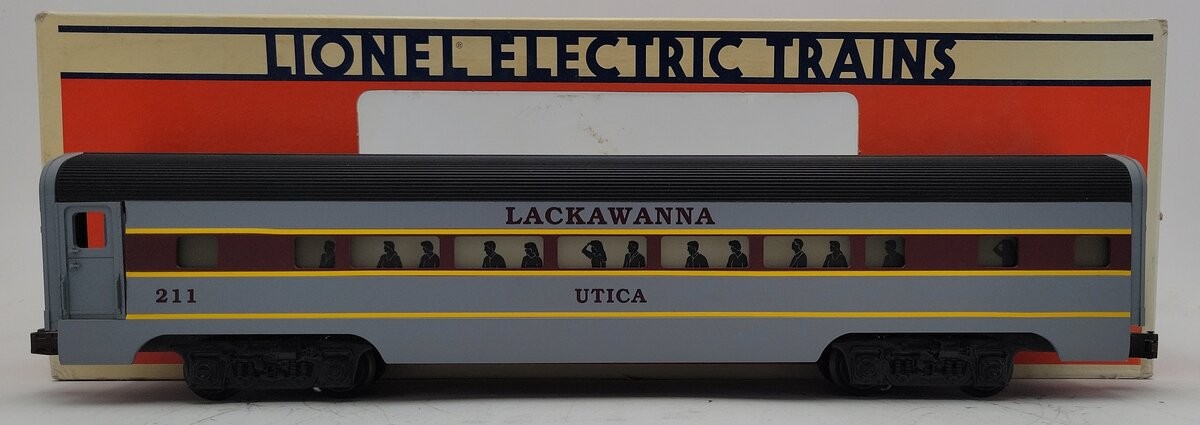 LIONEL® ELECTRIC TRAINS
LACKAWANNA
211 UTICA